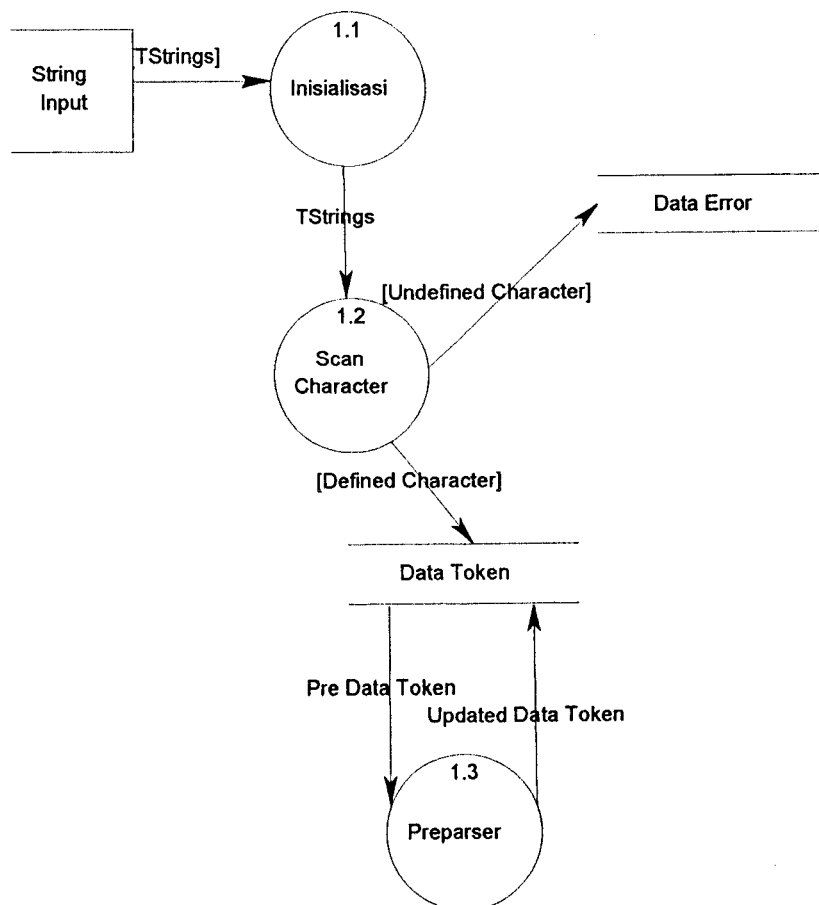 1.1
String
Input
[TStrings]
Inisialisasi
TStrings
Data Error
[Undefined Character]
1.2
Scan
Character
[Defined Character]
Data Token
Pre Data Token
Updated Data Token
1.3
Preparser